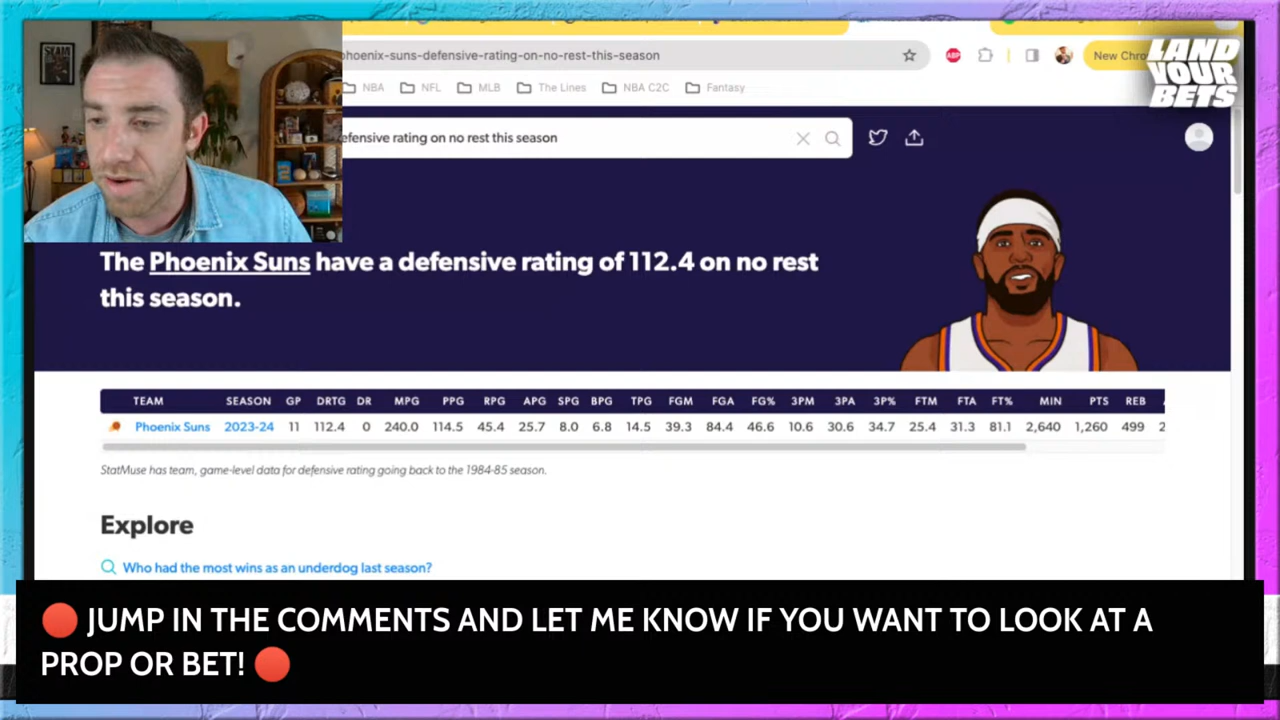 SLAM
phoenix-suns-defensive-rating-on-no-rest-this-season
ABP
New Chro
LAND
YOUR
BETS
NBA NFL MLB The Lines NBA C2C Fantasy
efensive rating on no rest this season
The Phoenix Suns have a defensive rating of 112.4 on no rest
this season.
TEAM SEASON GP DRTG DR MPG PPG RPG APG SPG BPG TPG FGM FGA FG% 3PM 3PA 3P% FTM FTA FT% MIN PTS REB
Phoenix Suns 2023-24 11 112.4 0 240.0 114.5 45.4 25.7 8.0 6.8 14.5 39.3 84.4 46.6 10.6 30.6 34.7 25.4 31.3 81.1 2,640 1,260 499 2
StatMuse has team, game-level data for defensive rating going back to the 1984-85 season.
Explore
Who had the most wins as an underdog last season?
🔴 JUMP IN THE COMMENTS AND LET ME KNOW IF YOU WANT TO LOOK AT A
PROP OR BET! 🔴